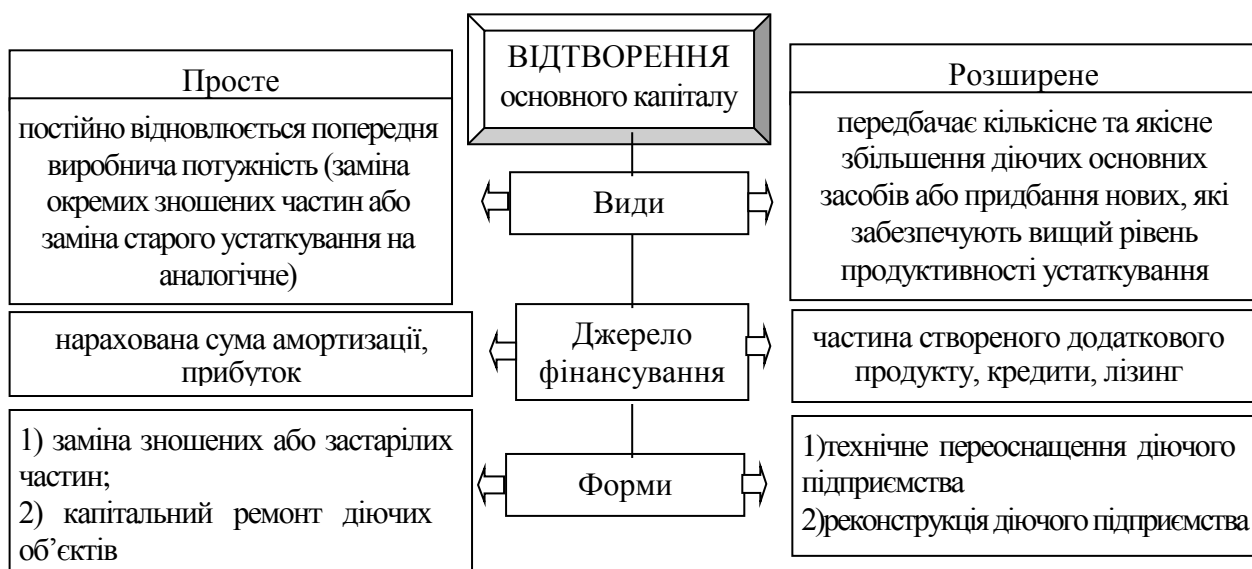 ВІДТВОРЕННЯ
основного капіталу
Просте
постійно відновлюється попередня
виробнича потужність (заміна
окремих зношених частин або
заміна старого устаткування на
аналогічне)
Види
Розширене
передбачає кількісне та якісне
збільшення діючих основних
засобів або придбання нових, які
забезпечують вищий рівень
продуктивності устаткування
нарахована сума амортизації,
прибуток
Джерело
фінансування
частина створеного додаткового
продукту, кредити, лізинг
1) заміна зношених або застарілих
частин;
2) капітальний ремонт діючих
об’єктів
Форми
1)технічне переоснащення діючого
підприємства
2)реконструкція діючого підприємства